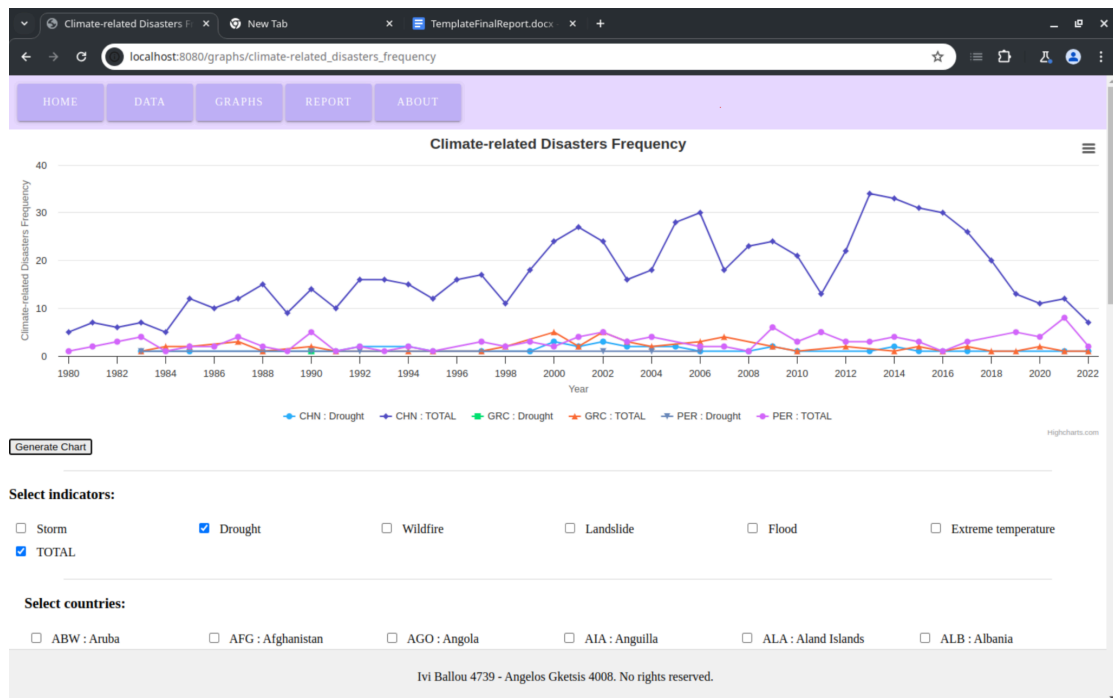 Climate-related Disasters Fr
New Tab
TemplateFinalReport.docx
localhost:8080/graphs/climate-related_disasters_frequency
HOME DATA GRAPHS REPORT ABOUT
Climate-related Disasters Frequency
Climate-related Disasters Frequency
40
30
20
10
0
1980 1982 1984 1986 1988 1990 1992 1994 1996 1998 2000 2002 2004 2006 2008 2010 2012 2014 2016 2018 2020 2022
Year
CHN : Drought CHN : TOTAL GRC : Drought GRC : TOTAL PER : Drought PER : TOTAL
Highcharts.com
Generate Chart
Select indicators:
Storm Drought Wildfire Landslide Flood Extreme temperature
TOTAL
Select countries:
ABW : Aruba AFG : Afghanistan AGO : Angola AIA : Anguilla ALA : Aland Islands ALB : Albania
Ivi Ballou 4739 - Angelos Gketsis 4008. No rights reserved.